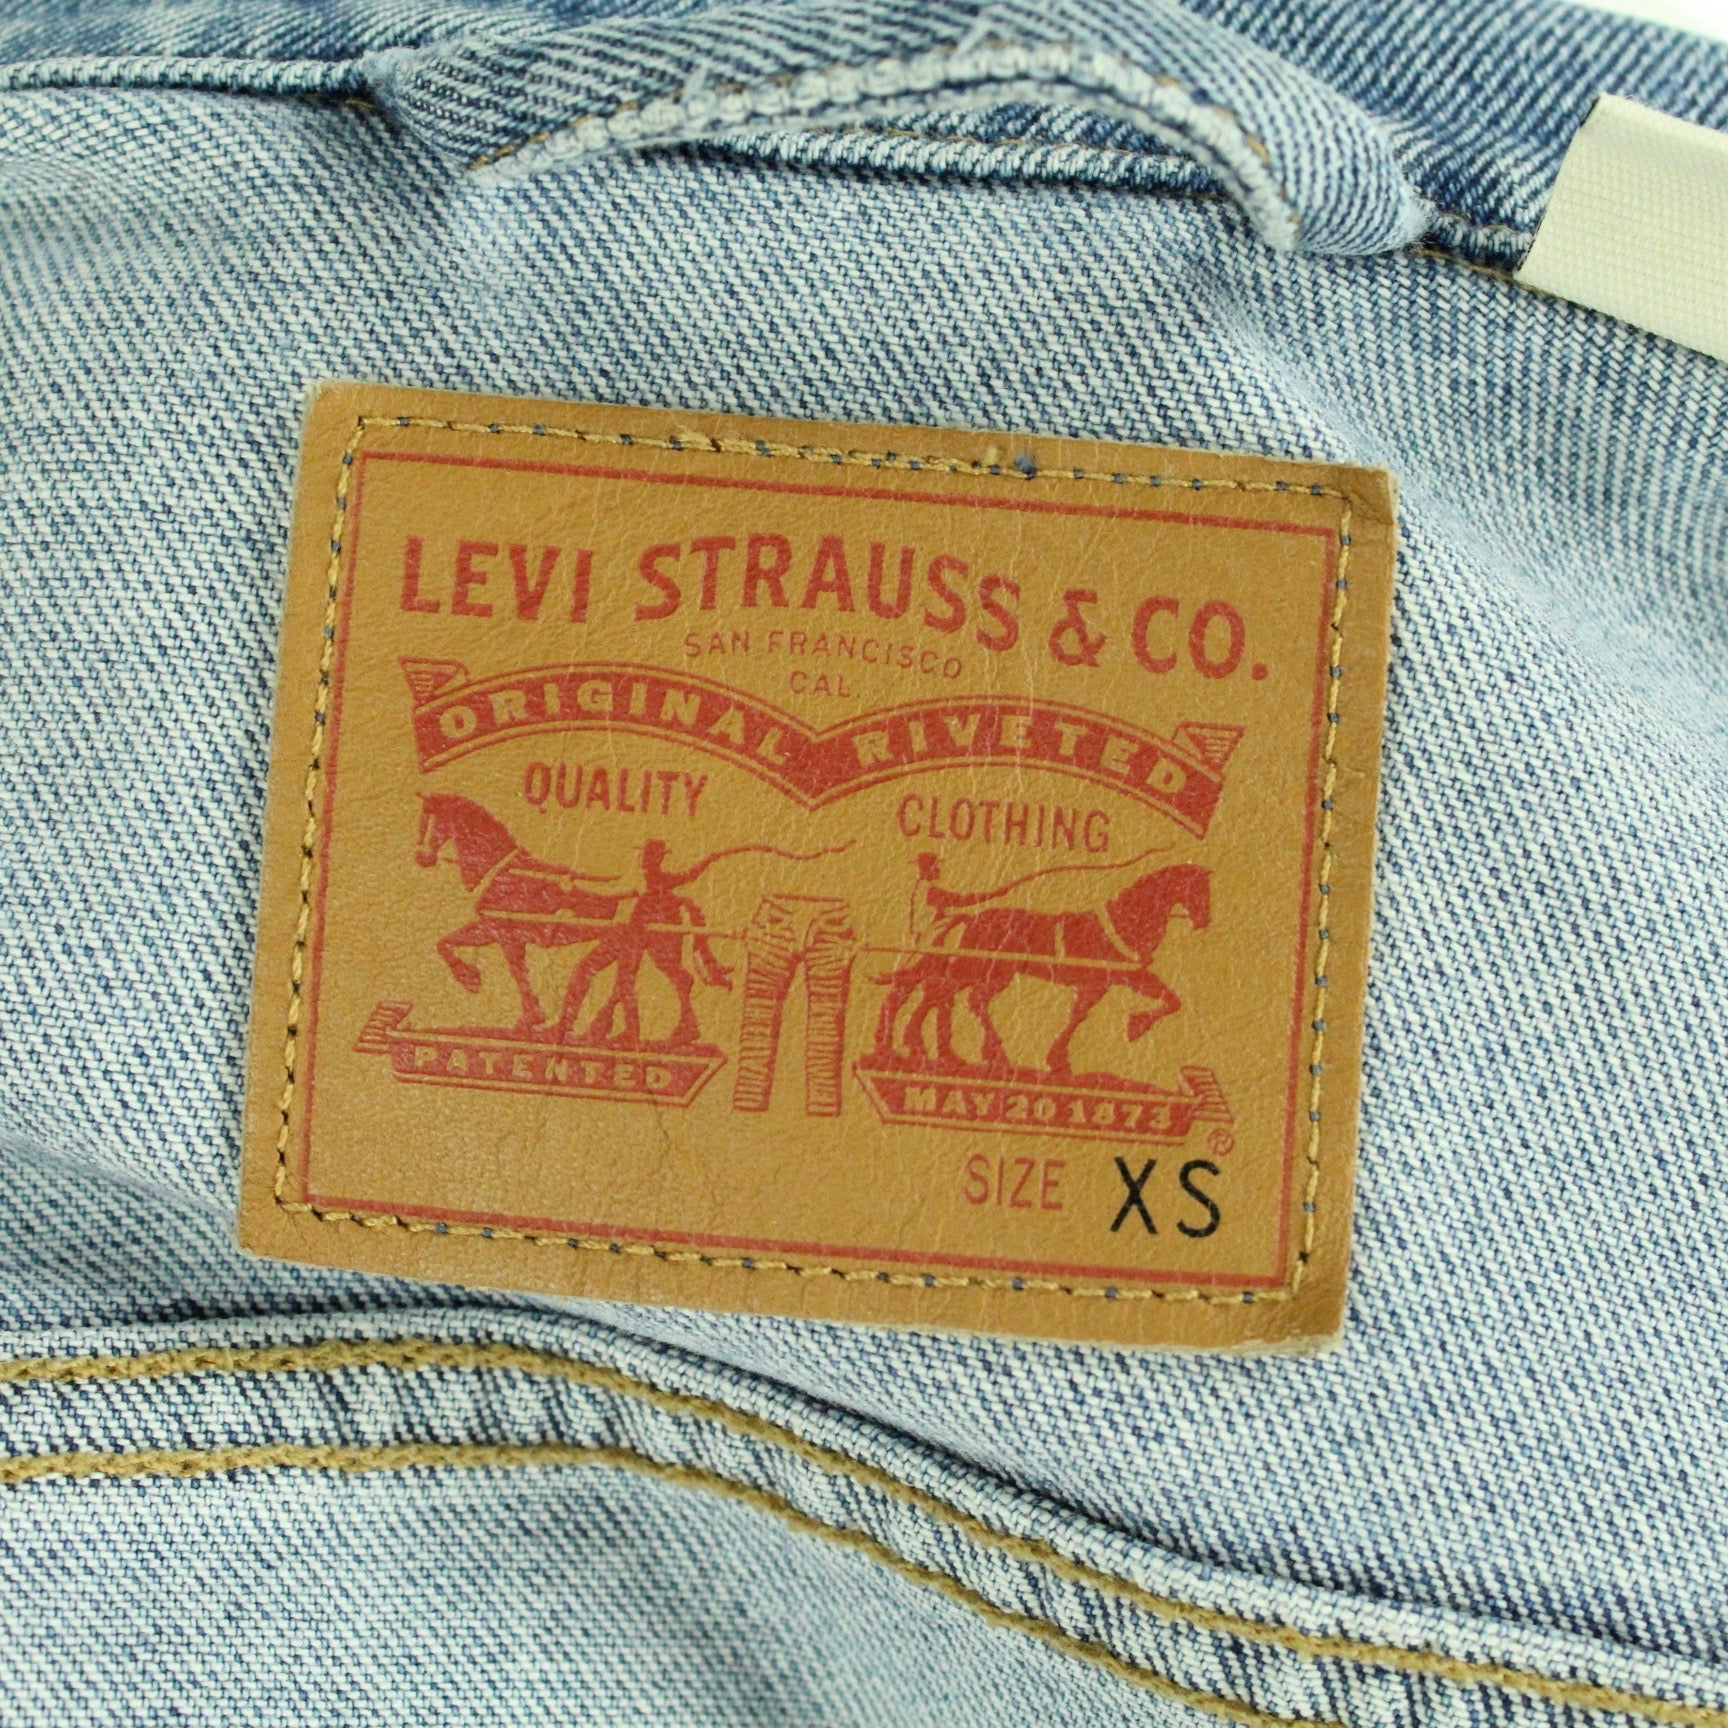 LEVI STRAUSS & CO.
SAN FRANCISCO
CAL.
ORIGINAL RIVETED
QUALITY CLOTHING
PATENTED MAY 20 1873
®
SIZE XS